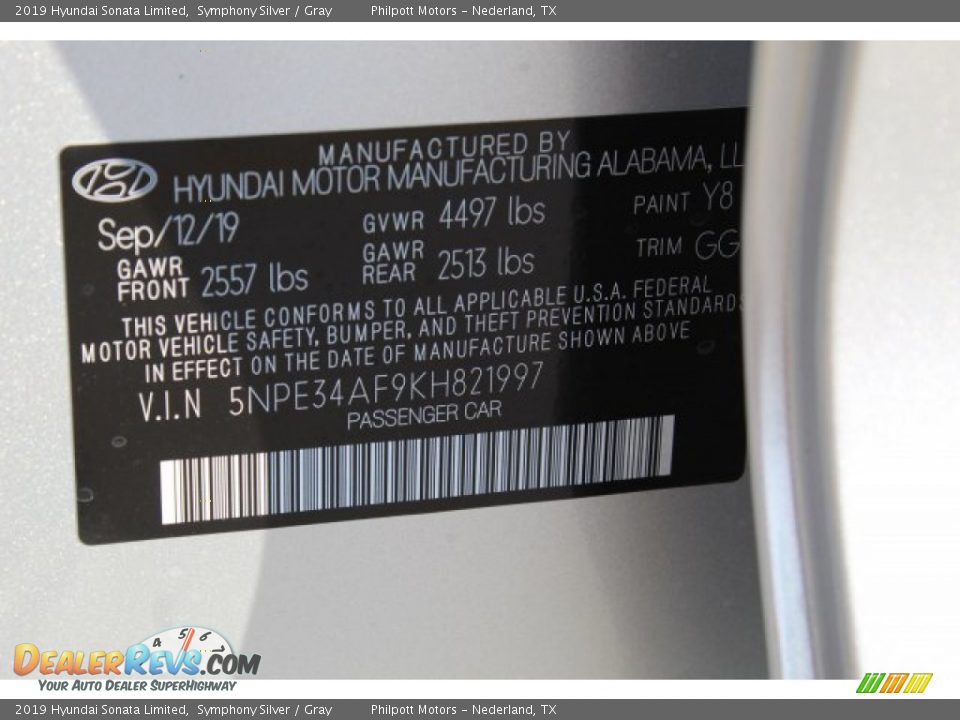 2019 Hyundai Sonata Limited, Symphony Silver / Gray Philpott Motors - Nederland, TX
MANUFACTURED BY
HYUNDAI MOTOR MANUFACTURING ALABAMA, LL
Sep/12/19 GVWR 4497 lbs PAINT Y8
GAWR FRONT 2557 lbs GAWR REAR 2513 lbs TRIM GG
THIS VEHICLE CONFORMS TO ALL APPLICABLE U.S.A. FEDERAL
MOTOR VEHICLE SAFETY, BUMPER, AND THEFT PREVENTION STANDARDS
IN EFFECT ON THE DATE OF MANUFACTURE SHOWN ABOVE
V.I.N 5NPE34AF9KH821997
PASSENGER CAR
4 5 6
DEALERREVS.COM
YOUR AUTO DEALER SUPERHIGHWAY
2019 Hyundai Sonata Limited, Symphony Silver / Gray Philpott Motors - Nederland, TX